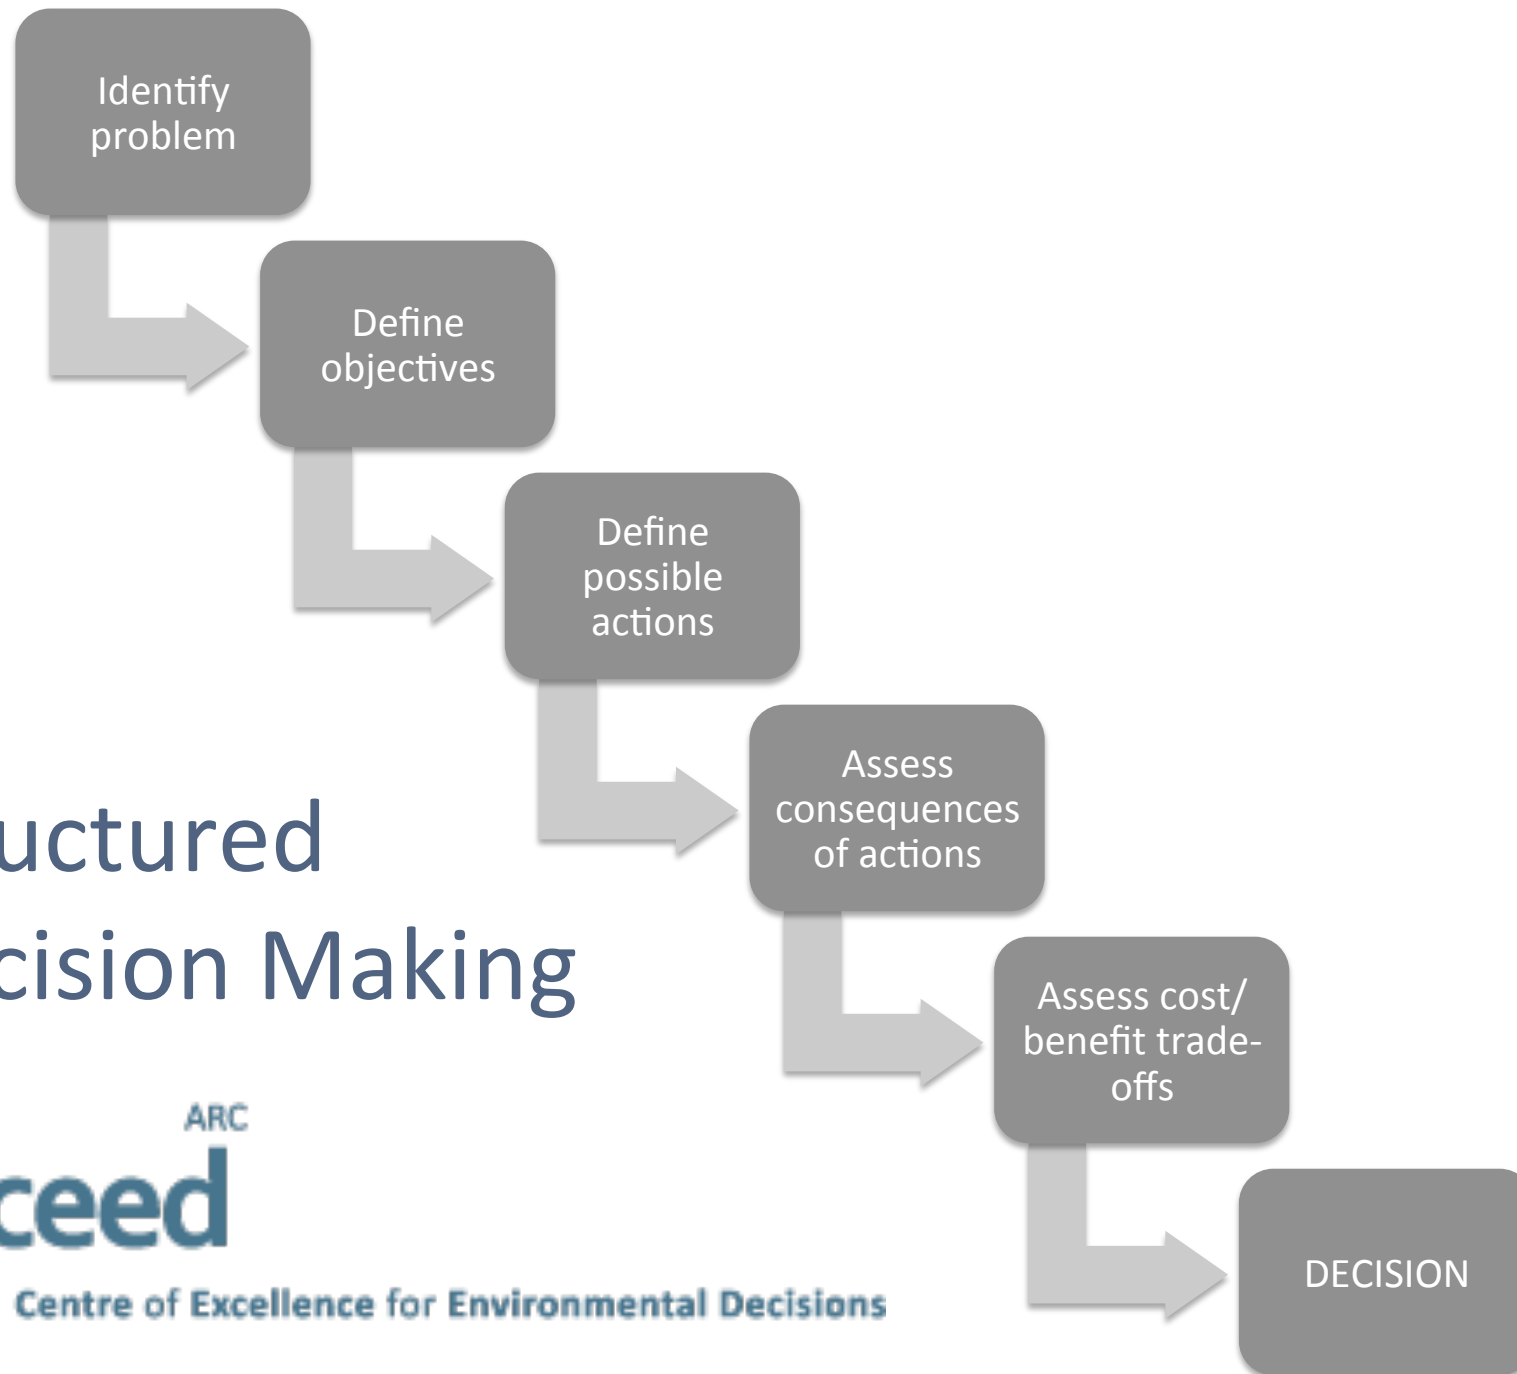 Identify
problem
Define
objectives
Define
possible
actions
Assess
consequences
of actions
Assess cost/
benefit trade-
offs
DECISION
uctured
cision Making
ARC
ceed
Centre of Excellence for Environmental Decisions